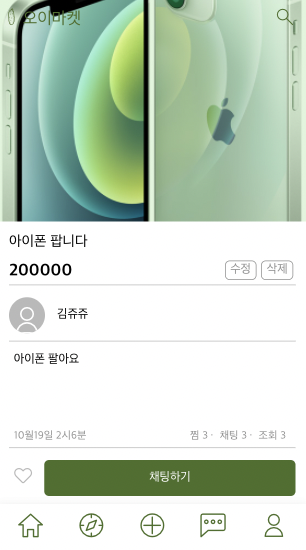 오이마켓
아이폰 팝니다
200000
수정 삭제
김쥬쥬
아이폰 팔아요
10월19일 2시6분
찜 3 · 채팅 3 · 조회 3
채팅하기